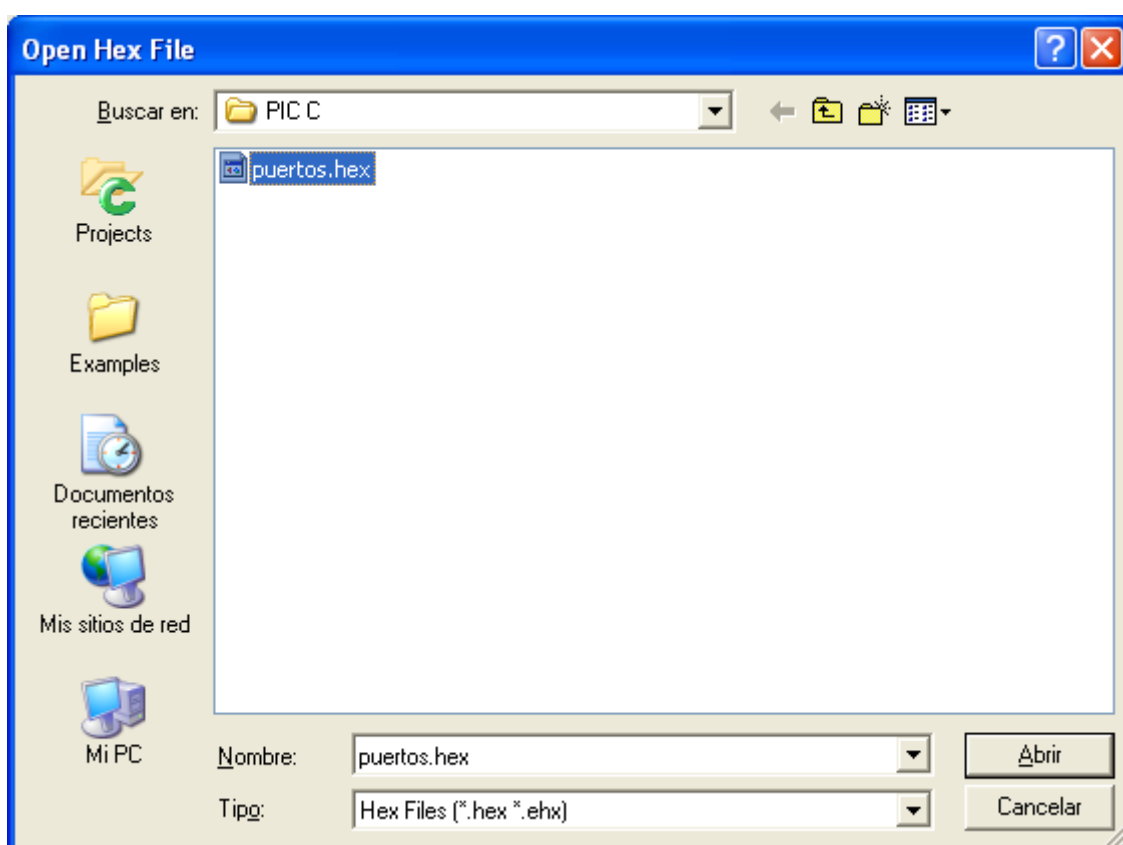 Open Hex File
Buscar en:
PIC C
puertos.hex
Projects
Examples
Documentos
recientes
Mis sitios de red
Mi PC
Nombre:
puertos.hex
Abrir
Tipo:
Hex Files (*.hex *.ehx)
Cancelar